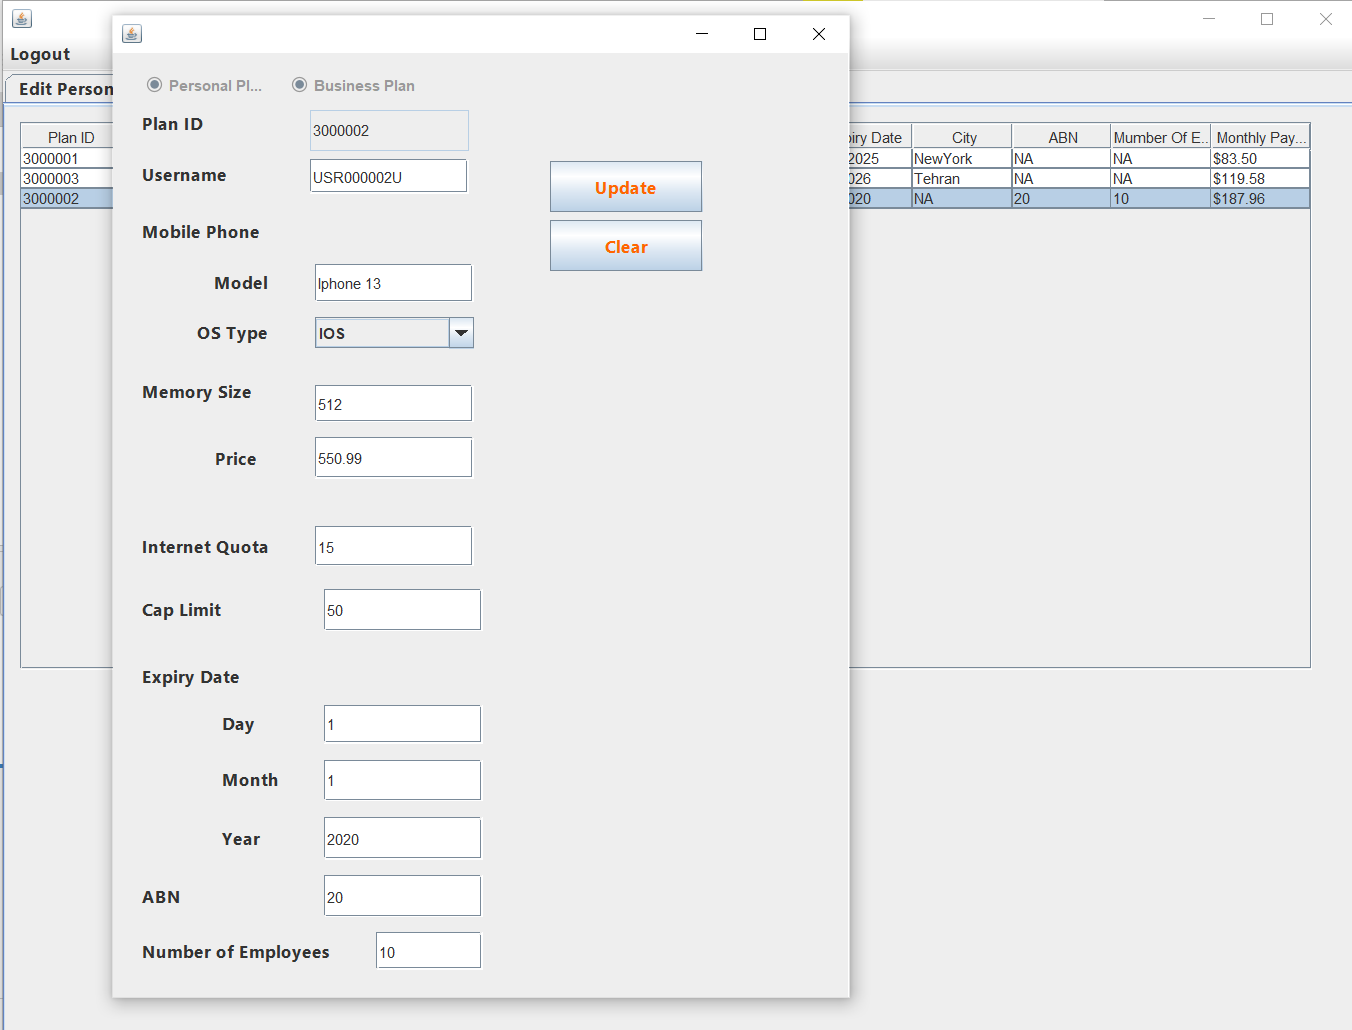 Logout
Edit Person
Personal Pl... Business Plan
Plan ID 3000002
Username USR000002U
Update
Mobile Phone
Clear
Model Iphone 13
OS Type IOS
Memory Size 512
Price 550.99
Internet Quota 15
Cap Limit 50
Expiry Date
Day 1
Month 1
Year 2020
ABN 20
Number of Employees 10
Plan ID
3000001
3000003
3000002
Date City ABN Mumber Of E.. Monthly Pay...
2025 NewYork NA NA $83.50
026 Tehran NA NA $119.58
020 NA 20 10 $187.96